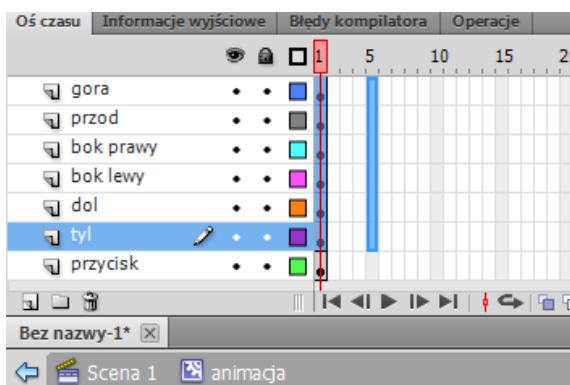 Oś czasu Informacje wyjściowe Błędy kompilatora Operacje
1 5 10 15 2
gora
przod
bok prawy
bok lewy
dol
tyl
przycisk
Bez nazwy-1*
Scena 1 animacja